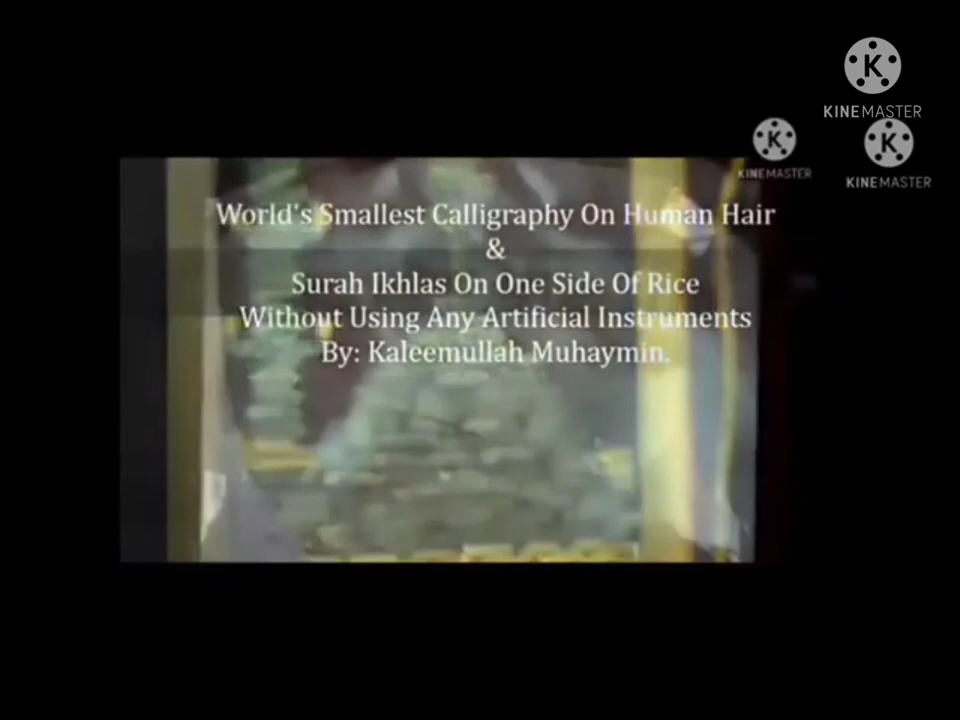 KINEMASTER
KINEMASTER
KINEMASTER
World's Smallest Calligraphy On Human Hair
&
Surah Ikhlas On One Side Of Rice
Without Using Any Artificial Instruments
By: Kaleemullah Muhaymin.